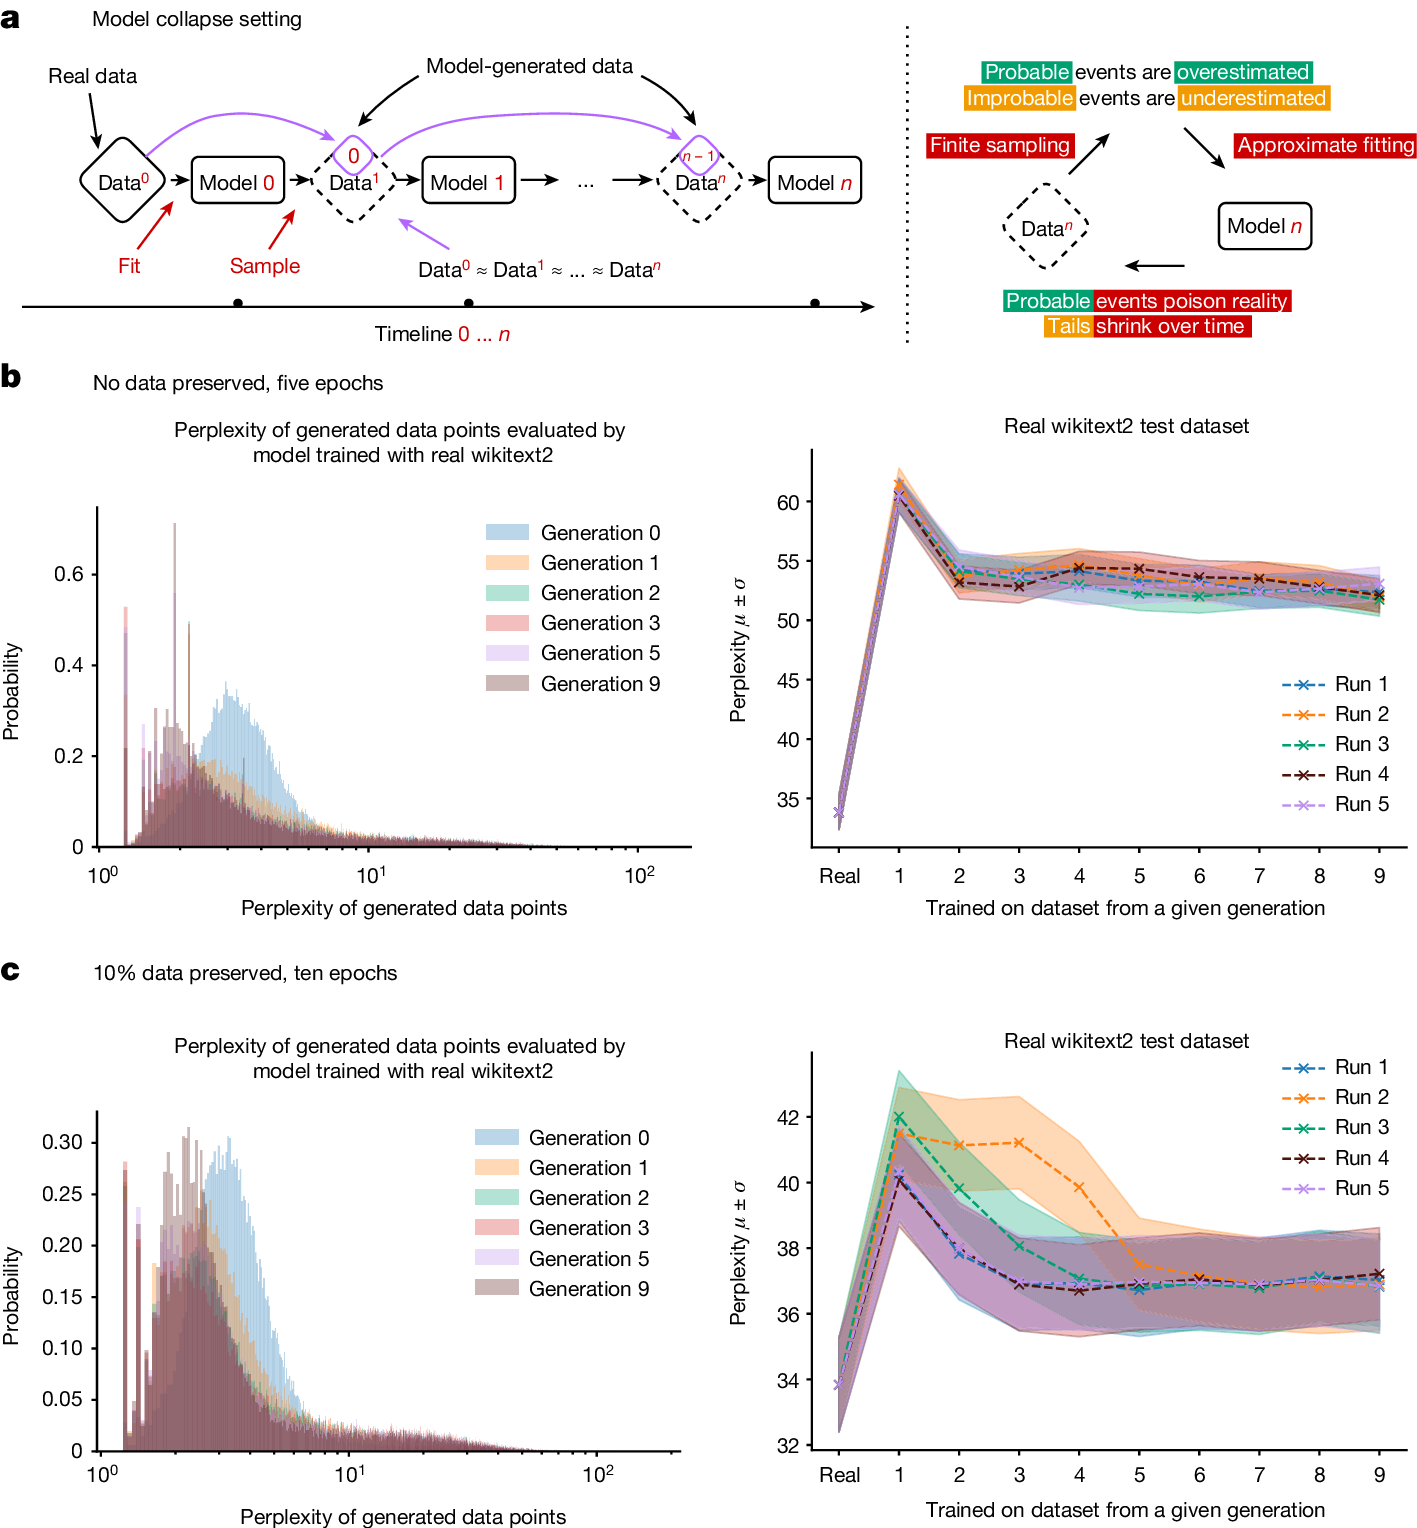 a
Model collapse setting
Real data
Model-generated data
Data0
Model 0
0
Data1
Model 1
...
n – 1
Datan
Model n
Fit
Sample
Data0 ≈ Data1 ≈ ... ≈ Datan
Timeline 0 ... n
Probable events are overestimated
Improbable events are underestimated
Finite sampling
Approximate fitting
Datan
Model n
Probable events poison reality
Tails shrink over time
b
No data preserved, five epochs
Perplexity of generated data points evaluated by
model trained with real wikitext2
Probability
0.6
0.4
0.2
0
Generation 0
Generation 1
Generation 2
Generation 3
Generation 5
Generation 9
100
101
102
Perplexity of generated data points
Real wikitext2 test dataset
Perplexity μ ± σ
60
55
50
45
40
35
Run 1
Run 2
Run 3
Run 4
Run 5
Real 1 2 3 4 5 6 7 8 9
Trained on dataset from a given generation
c
10% data preserved, ten epochs
Perplexity of generated data points evaluated by
model trained with real wikitext2
Probability
0.30
0.25
0.20
0.15
0.10
0.05
0
Generation 0
Generation 1
Generation 2
Generation 3
Generation 5
Generation 9
100
101
102
Perplexity of generated data points
Real wikitext2 test dataset
Perplexity μ ± σ
42
40
38
36
34
32
Run 1
Run 2
Run 3
Run 4
Run 5
Real 1 2 3 4 5 6 7 8 9
Trained on dataset from a given generation